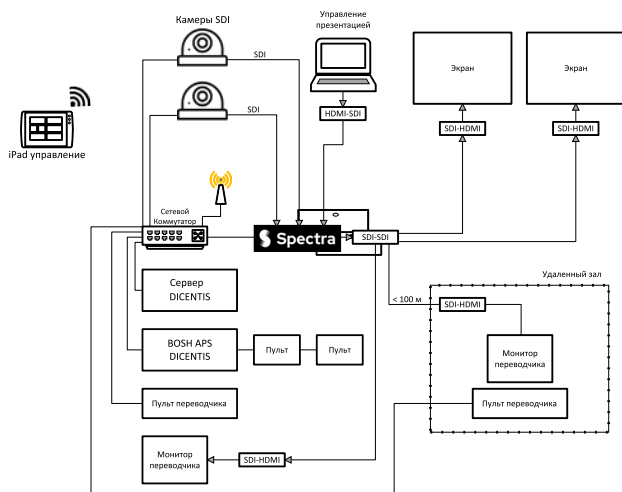 Камеры SDI
Управление
презентацией
SDI
SDI
HDMI-SDI
Экран
Экран
SDI-HDMI
SDI-HDMI
iPad управление
Сетевой
Коммутатор
Spectra
SDI-SDI
Удаленный зал
< 100 м
SDI-HDMI
Сервер
DICENTIS
BOSH APS
DICENTIS
Пульт
Пульт
Монитор
переводчика
Пульт переводчика
Пульт переводчика
Монитор
переводчика
SDI-HDMI